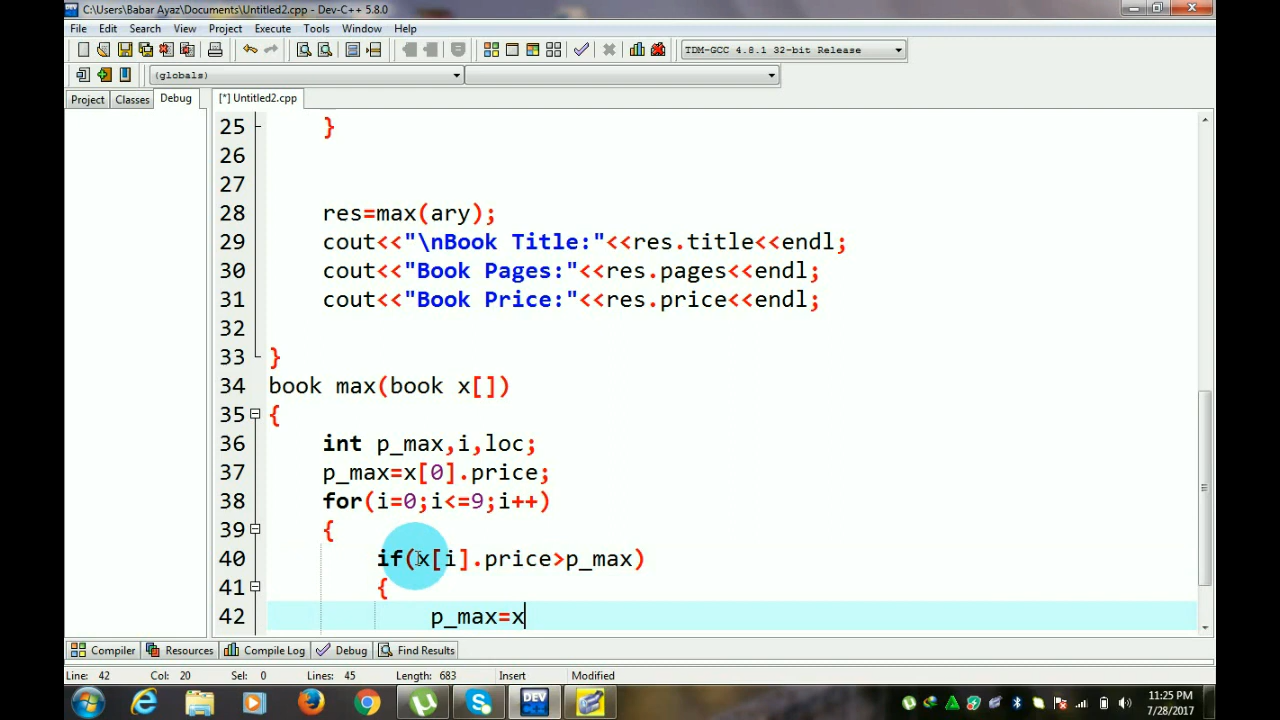 C:\Users\Babar Ayaz\Documents\Untitled2.cpp - Dev-C++ 5.8.0
File Edit Search View Project Execute Tools Window Help
TDM-GCC 4.8.1 32-bit Release
(globals)
Project Classes Debug [*] Untitled2.cpp
25 }
26
27
28 res=max(ary);
29 cout<<"\nBook Title:"<<res.title<<endl;
30 cout<<"Book Pages:"<<res.pages<<endl;
31 cout<<"Book Price:"<<res.price<<endl;
32
33 }
34 book max(book x[])
35 {
36 int p_max,i,loc;
37 p_max=x[0].price;
38 for(i=0;i<=9;i++)
39 {
40 if(x[i].price>p_max)
41 {
42 p_max=x
Compiler Resources Compile Log Debug Find Results
Line: 42 Col: 20 Sel: 0 Lines: 45 Length: 683 Insert Modified
DEV
11:25 PM
7/28/2017